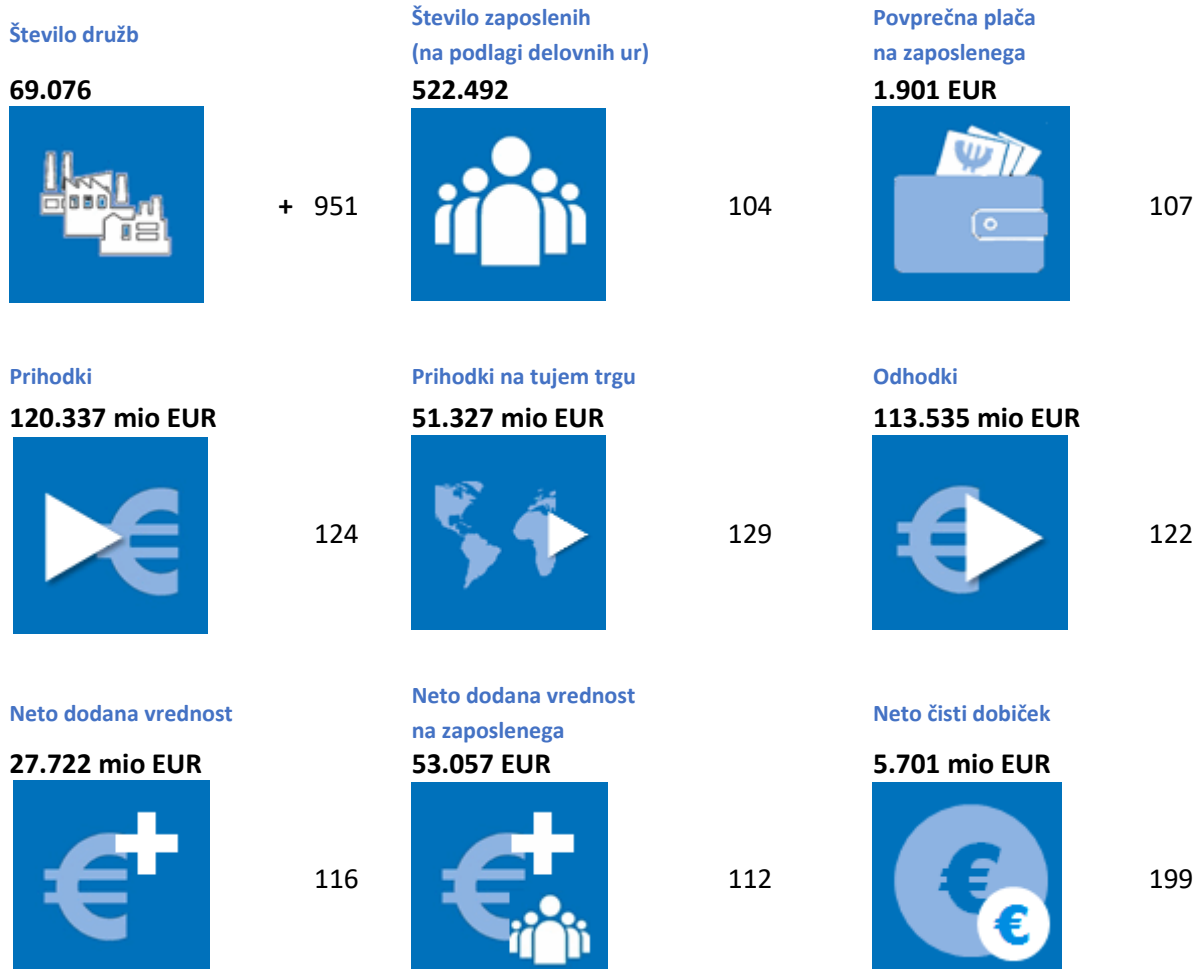 Število družb
69.076
+ 951
Število zaposlenih
(na podlagi delovnih ur)
522.492
104
Povprečna plača
na zaposlenega
1.901 EUR
107
Prihodki
120.337 mio EUR
124
Prihodki na tujem trgu
51.327 mio EUR
129
Odhodki
113.535 mio EUR
122
Neto dodana vrednost
27.722 mio EUR
116
Neto dodana vrednost
na zaposlenega
53.057 EUR
112
Neto čisti dobiček
5.701 mio EUR
199